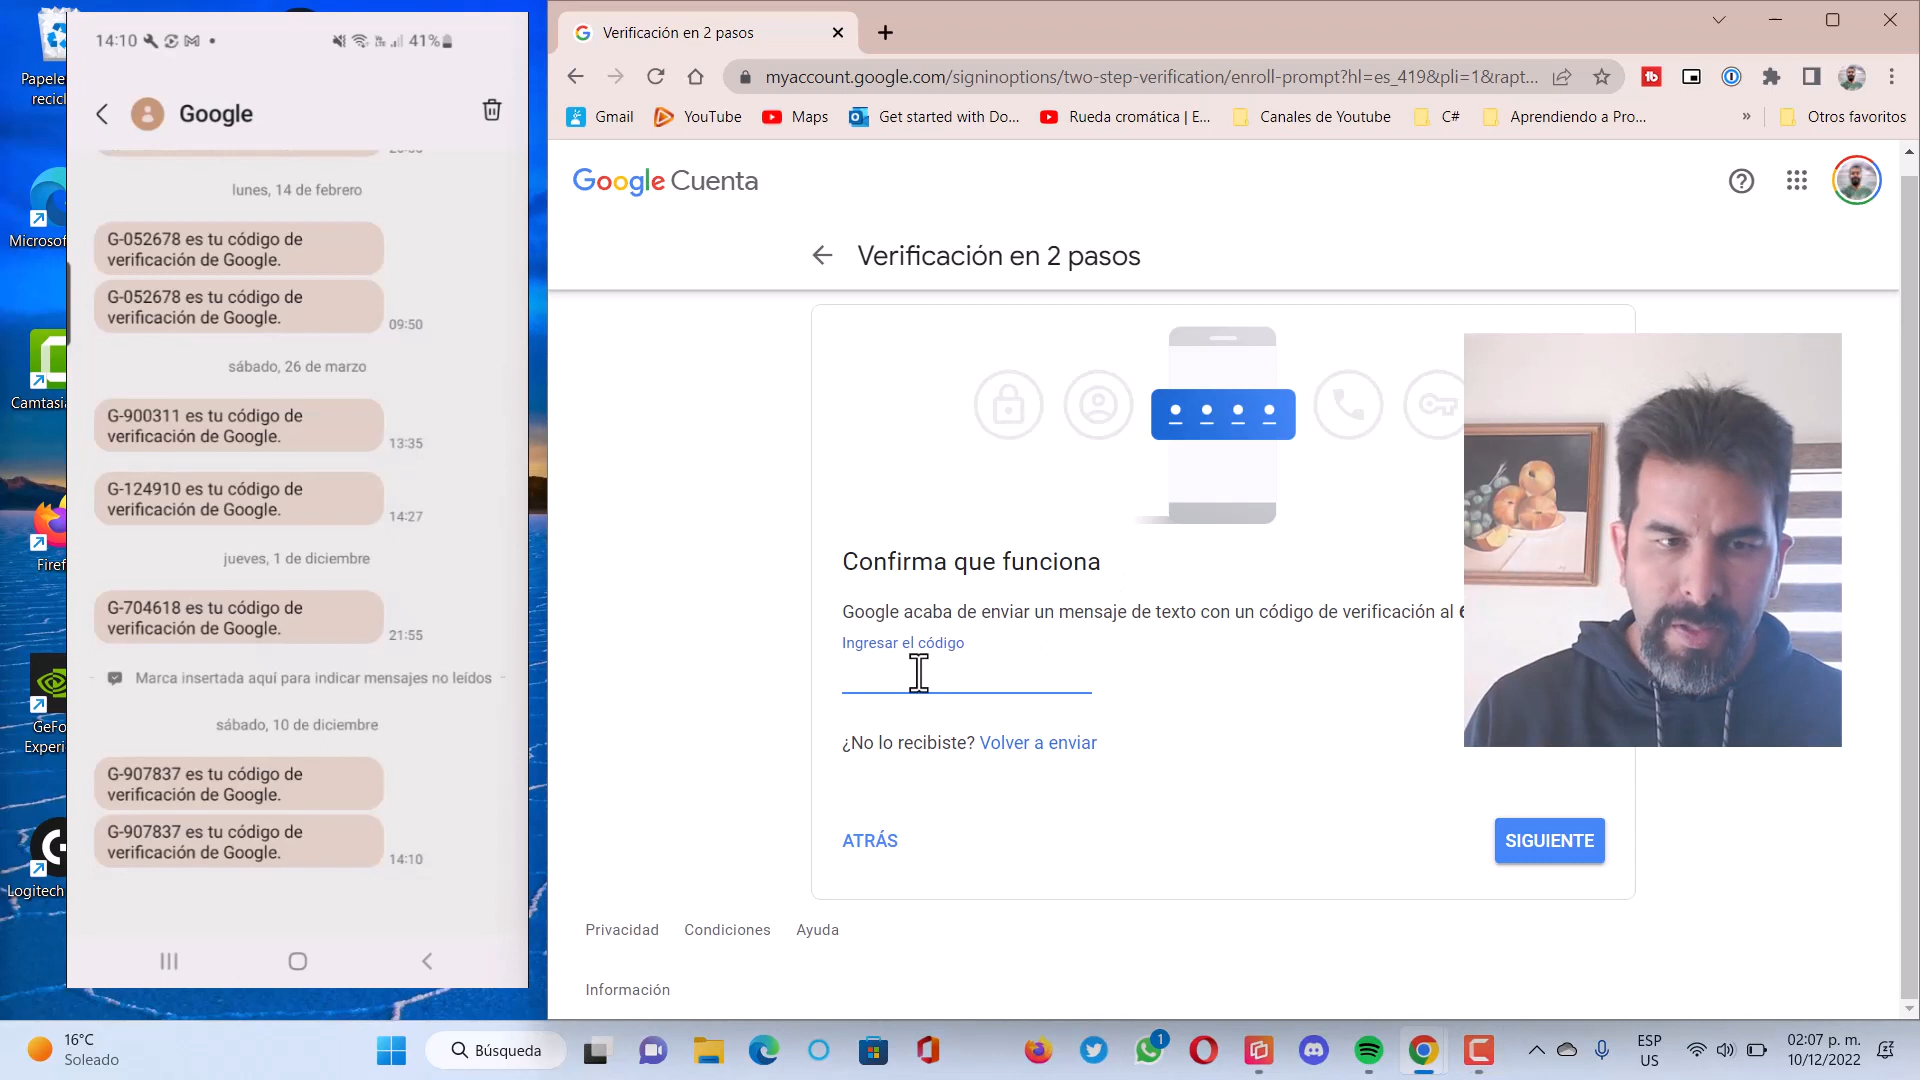 14:10
41%
Google
lunes, 14 de febrero
G-052678 es tu código de
verificación de Google.
G-052678 es tu código de
verificación de Google.
09:50
sábado, 26 de marzo
G-900311 es tu código de
verificación de Google.
13:35
G-124910 es tu código de
verificación de Google.
14:27
jueves, 1 de diciembre
G-704618 es tu código de
verificación de Google.
21:55
Marca insertada aquí para indicar mensajes no leídos
sábado, 10 de diciembre
G-907837 es tu código de
verificación de Google.
G-907837 es tu código de
verificación de Google.
14:10
Papele
recicl
Microsof
Camtasi
Firef
GeFo
Experi
Logitech
Verificación en 2 pasos
myaccount.google.com/signinoptions/two-step-verification/enroll-prompt?hl=es_419&pli=1&rapt...
Gmail
YouTube
Maps
Get started with Do...
Rueda cromática | E...
Canales de Youtube
C#
Aprendiendo a Pro...
»
Otros favoritos
Google Cuenta
Verificación en 2 pasos
Confirma que funciona
Google acaba de enviar un mensaje de texto con un código de verificación al
Ingresar el código
¿No lo recibiste? Volver a enviar
ATRÁS
SIGUIENTE
Privacidad
Condiciones
Ayuda
Información
16°C
Soleado
Búsqueda
1
ESP
US
02:07 p. m.
10/12/2022